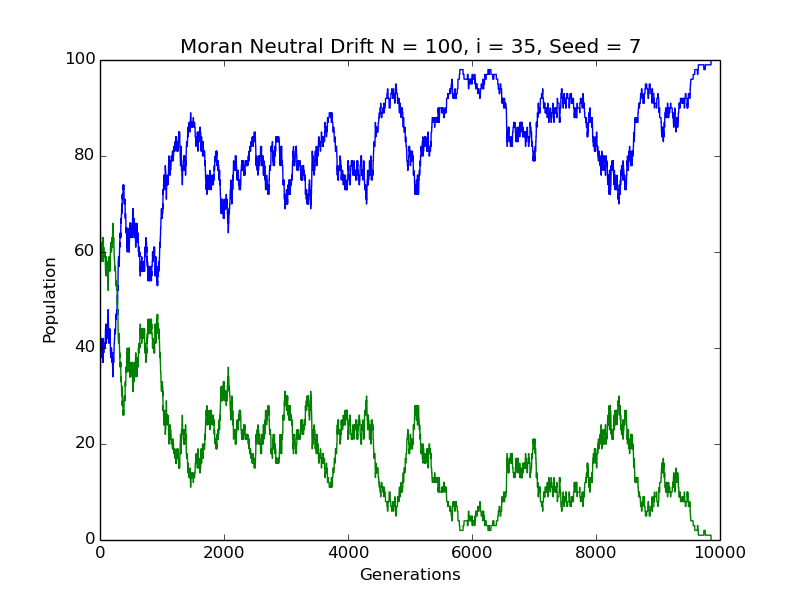 Moran Neutral Drift N = 100, i = 35, Seed = 7
100
80
60
40
20
0
Population
0 2000 4000 6000 8000 10000
Generations